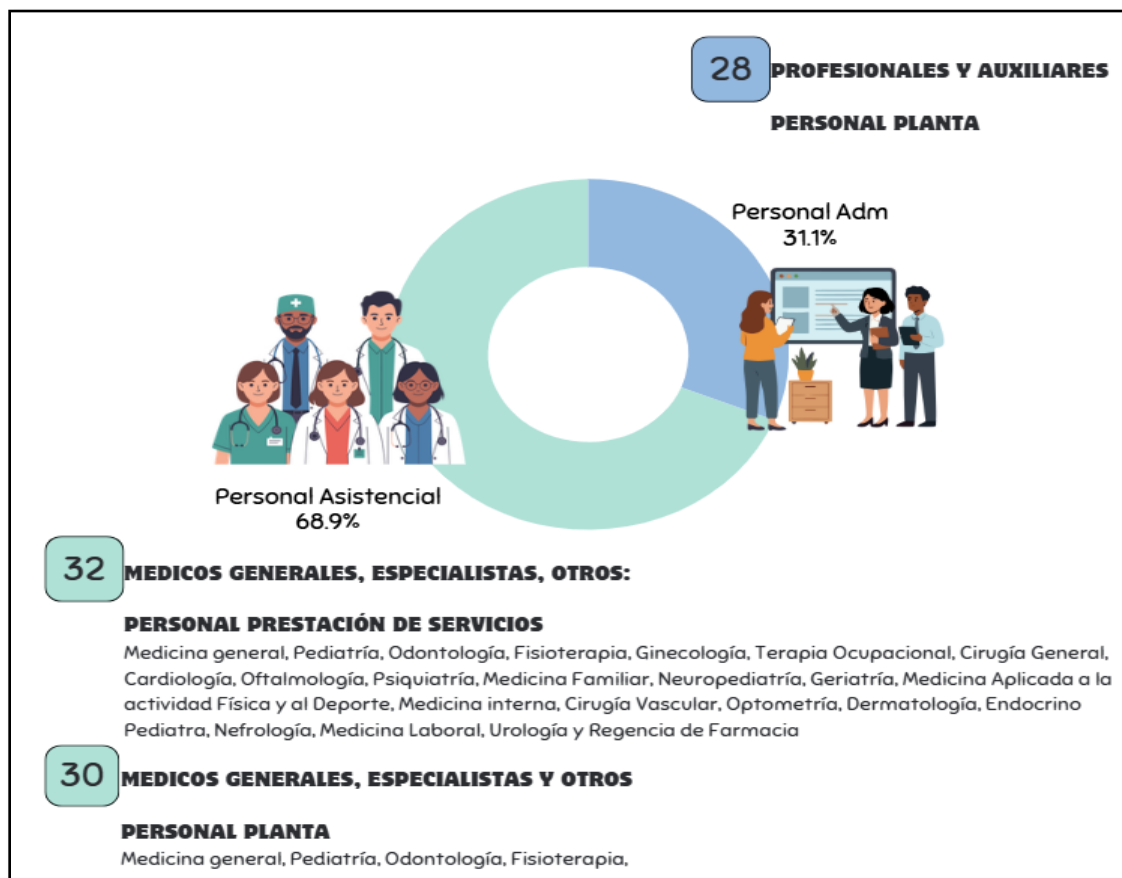 28 PROFESIONALES Y AUXILIARES
PERSONAL PLANTA
Personal Adm
31.1%
Personal Asistencial
68.9%
32 MEDICOS GENERALES, ESPECIALISTAS, OTROS:
PERSONAL PRESTACIÓN DE SERVICIOS
Medicina general, Pediatría, Odontología, Fisioterapia, Ginecología, Terapia Ocupacional, Cirugía General,
Cardiología, Oftalmología, Psiquiatría, Medicina Familiar, Neuropediatría, Geriatría, Medicina Aplicada a la
actividad Física y al Deporte, Medicina interna, Cirugía Vascular, Optometría, Dermatología, Endocrino
Pediatra, Nefrología, Medicina Laboral, Urología y Regencia de Farmacia
30 MEDICOS GENERALES, ESPECIALISTAS Y OTROS
PERSONAL PLANTA
Medicina general, Pediatría, Odontología, Fisioterapia,